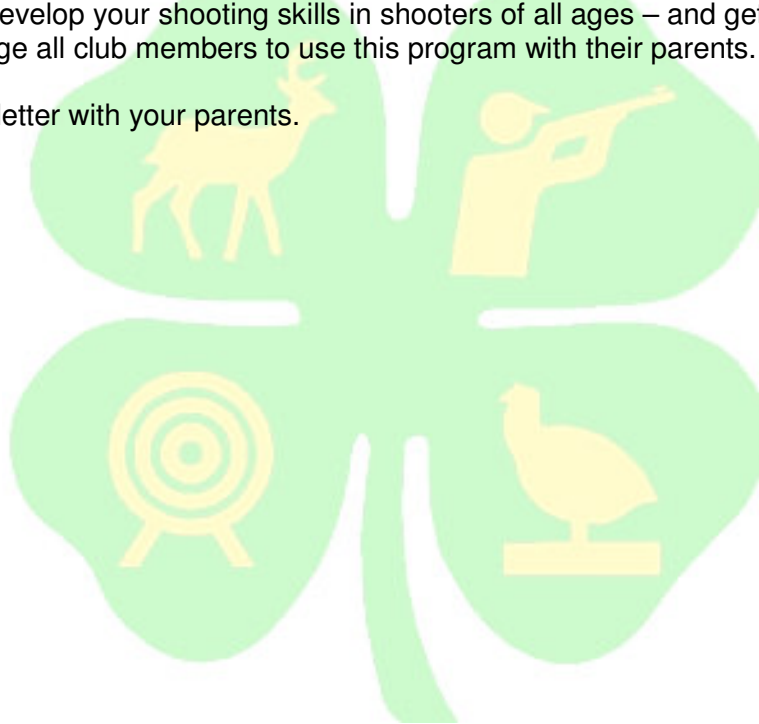 evelop your shooting skills in shooters of all ages – and get
ge all club members to use this program with their parents.
letter with your parents.